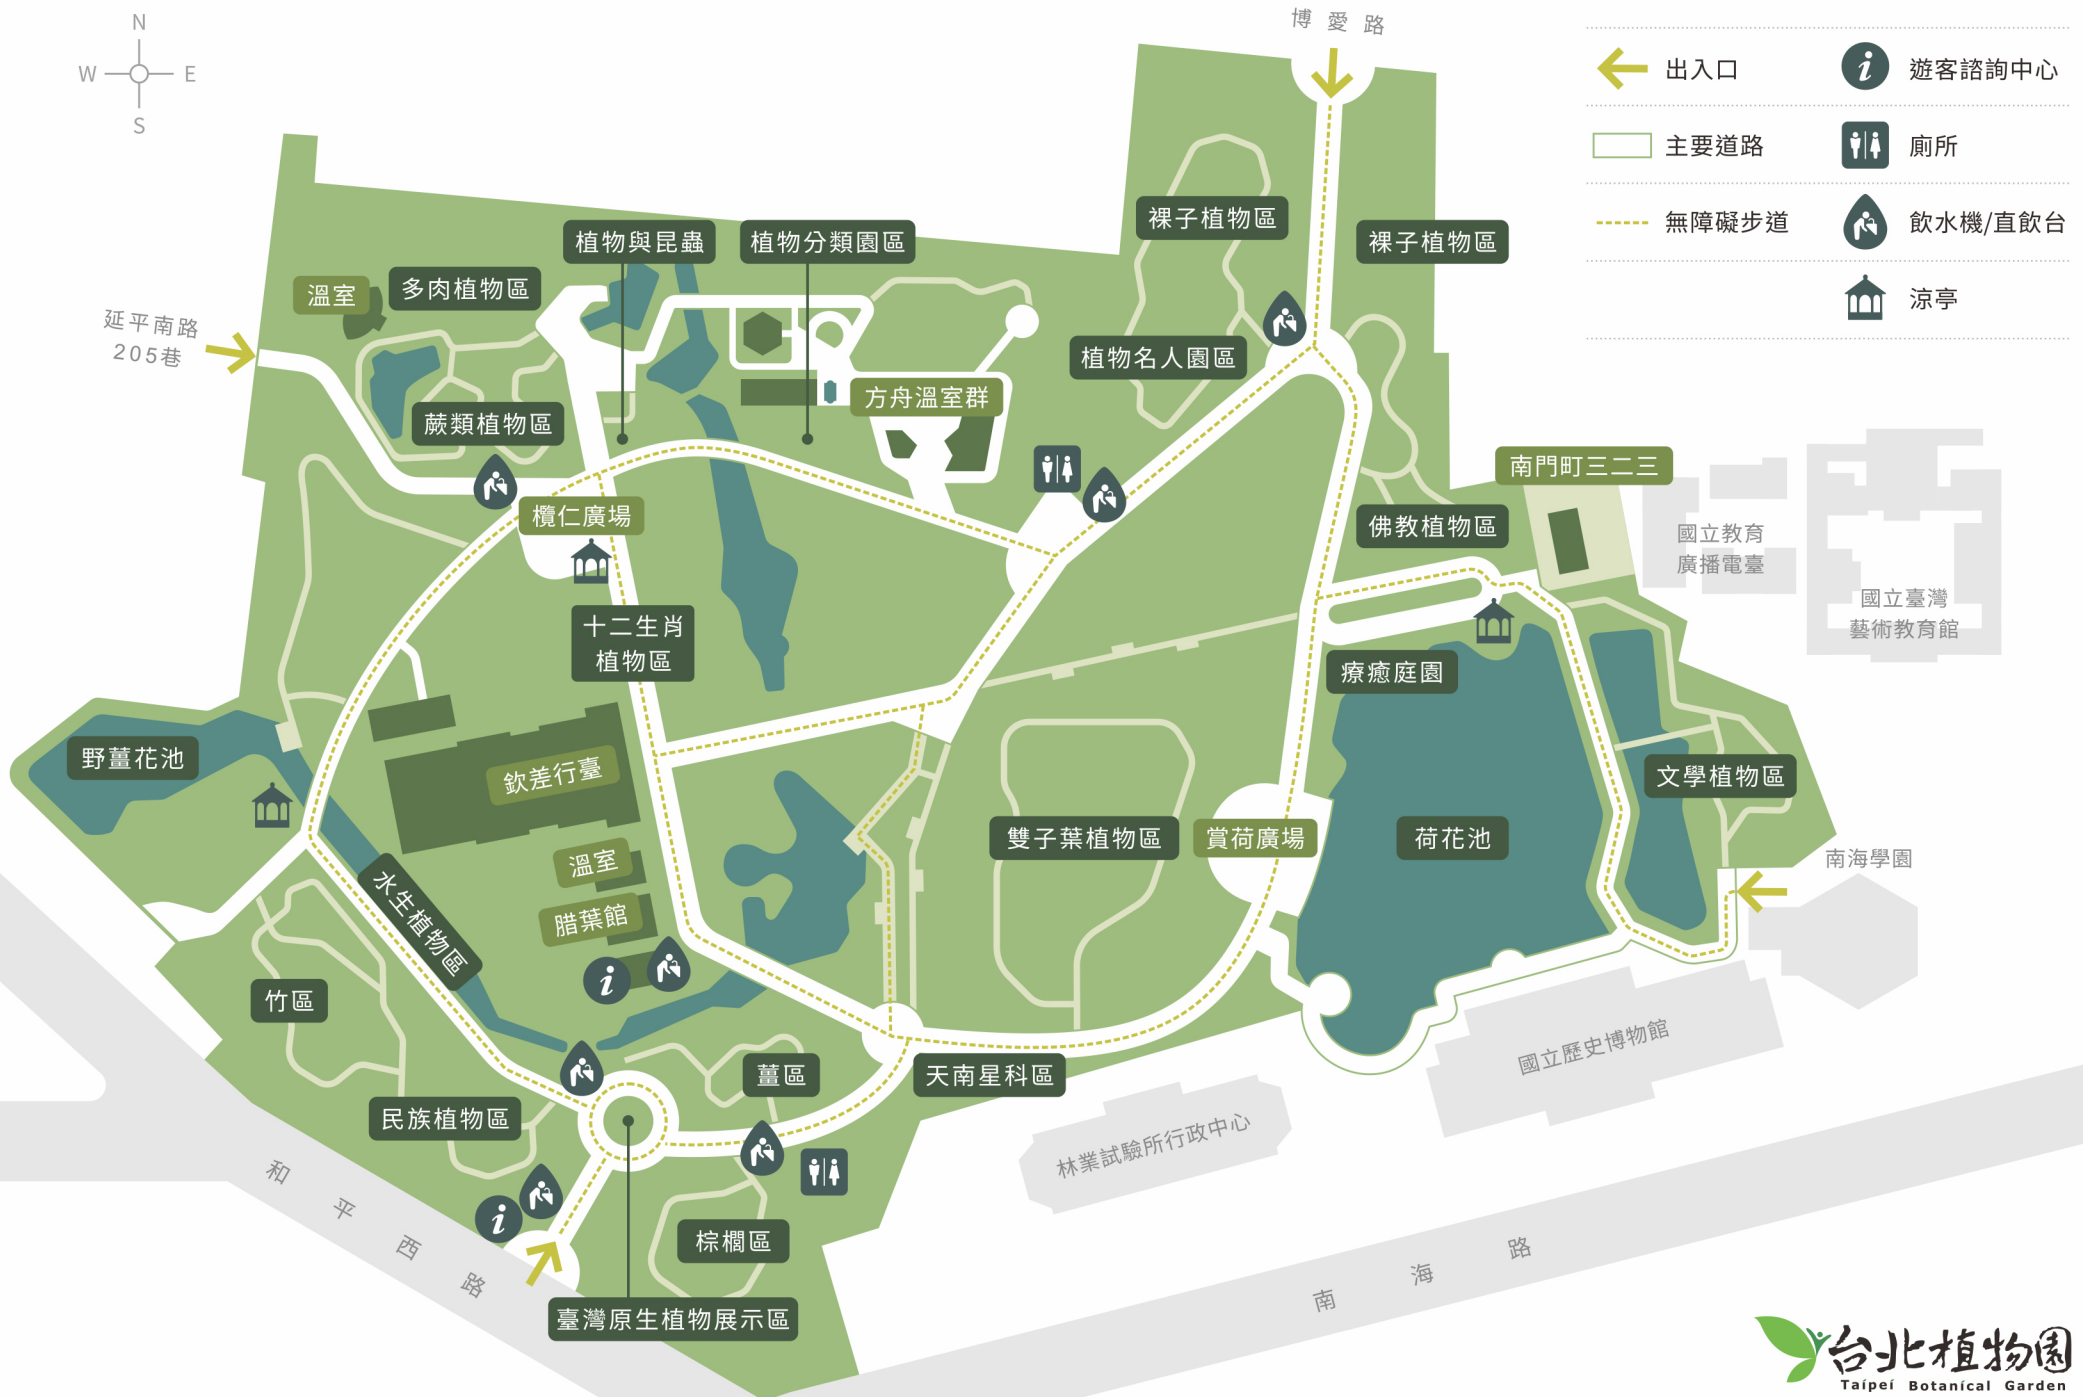 N
W
E
S
博愛路
出入口
遊客諮詢中心
主要道路
廁所
無障礙步道
飲水機/直飲台
涼亭
裸子植物區
裸子植物區
植物與昆蟲
植物分類園區
溫室
多肉植物區
延平南路
205巷
植物名人園區
方舟溫室群
蕨類植物區
南門町三二三
欖仁廣場
佛教植物區
國立教育
廣播電臺
國立臺灣
藝術教育館
十二生肖
植物區
療癒庭園
野薑花池
欽差行臺
文學植物區
雙子葉植物區
賞荷廣場
荷花池
南海學園
溫室
腊葉館
水生植物區
i
竹區
國立歷史博物館
薑區
天南星科區
民族植物區
林業試驗所行政中心
i
棕櫚區
和平西路
臺灣原生植物展示區
南海路
台北植物園
Taipei Botanical Garden